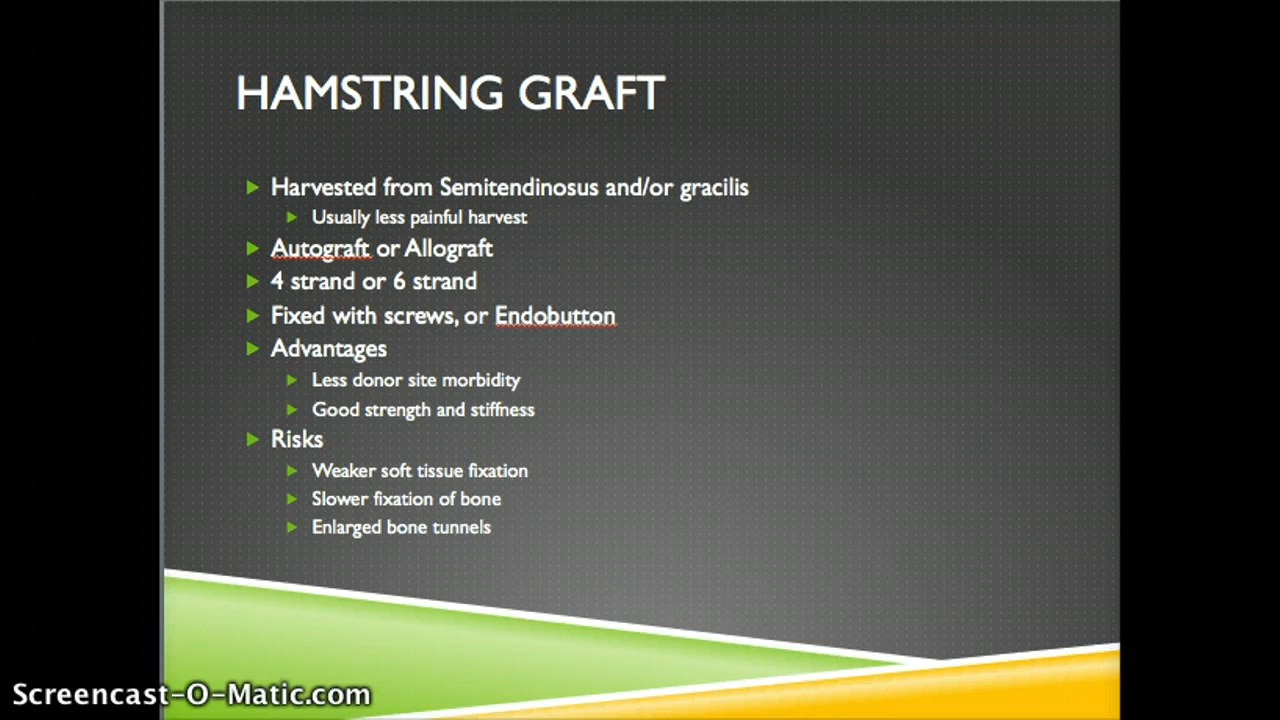 HAMSTRING GRAFT
Harvested from Semitendinosus and/or gracilis
Usually less painful harvest
Autograft or Allograft
4 strand or 6 strand
Fixed with screws, or Endobutton
Advantages
Less donor site morbidity
Good strength and stiffness
Risks
Weaker soft tissue fixation
Slower fixation of bone
Enlarged bone tunnels
Screencast-O-Matic.com